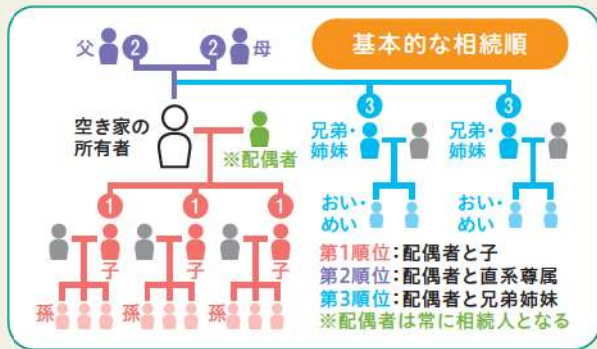 基本的な相続順
父 2
2 母
空き家の
所有者
※配偶者
3
兄弟・
姉妹
3
兄弟・
姉妹
おい・
めい
おい・
めい
1
1
1
子
子
子
孫
孫
孫
第1順位:配偶者と子
第2順位:配偶者と直系尊属
第3順位:配偶者と兄弟姉妹
※配偶者は常に相続人となる